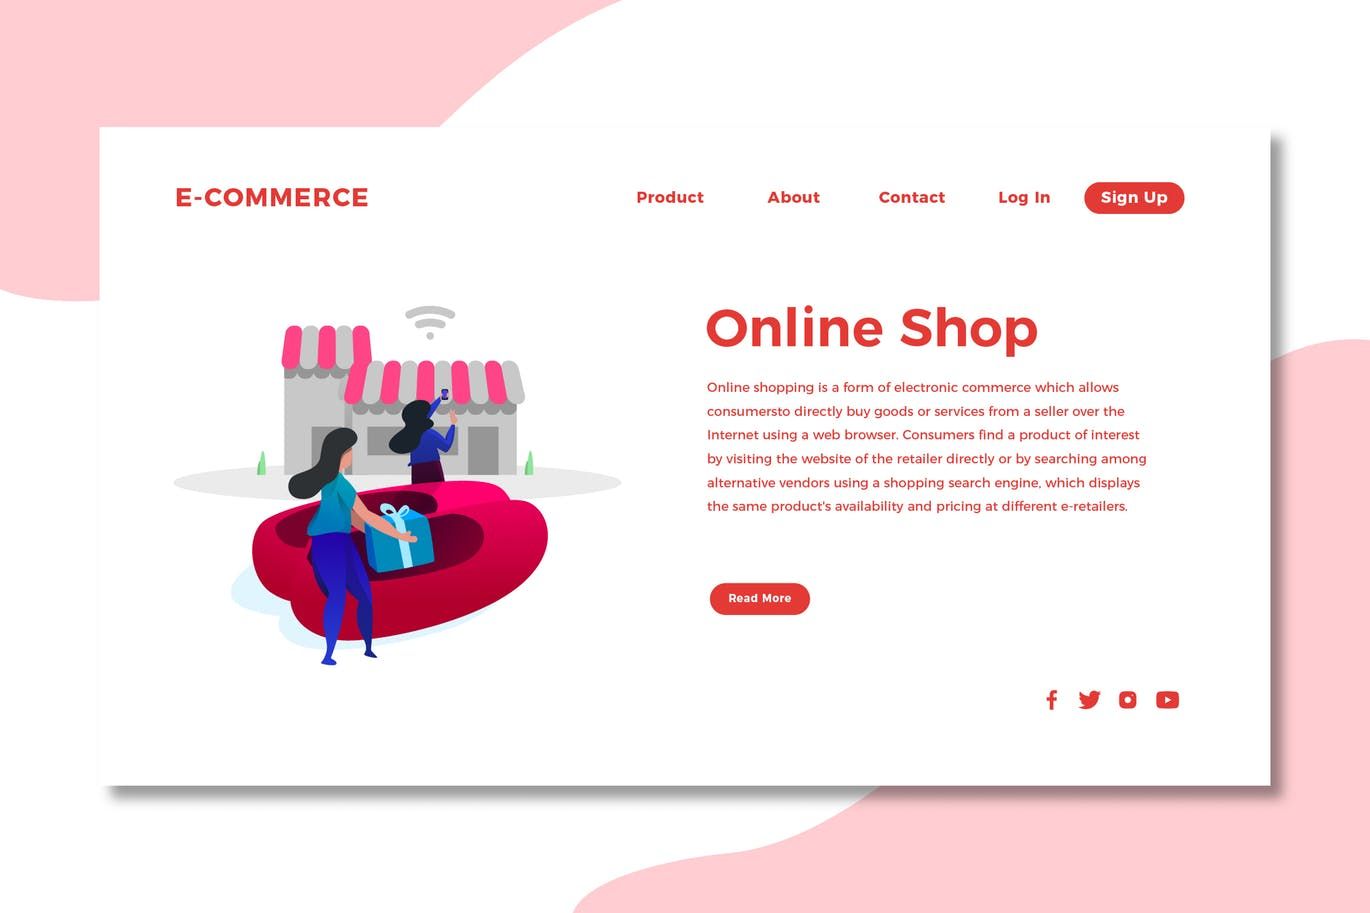 E-COMMERCE
Product About Contact Log In Sign Up
Online Shop
Online shopping is a form of electronic commerce which allows
consumersto directly buy goods or services from a seller over the
Internet using a web browser. Consumers find a product of interest
by visiting the website of the retailer directly or by searching among
alternative vendors using a shopping search engine, which displays
the same product's availability and pricing at different e-retailers.
Read More